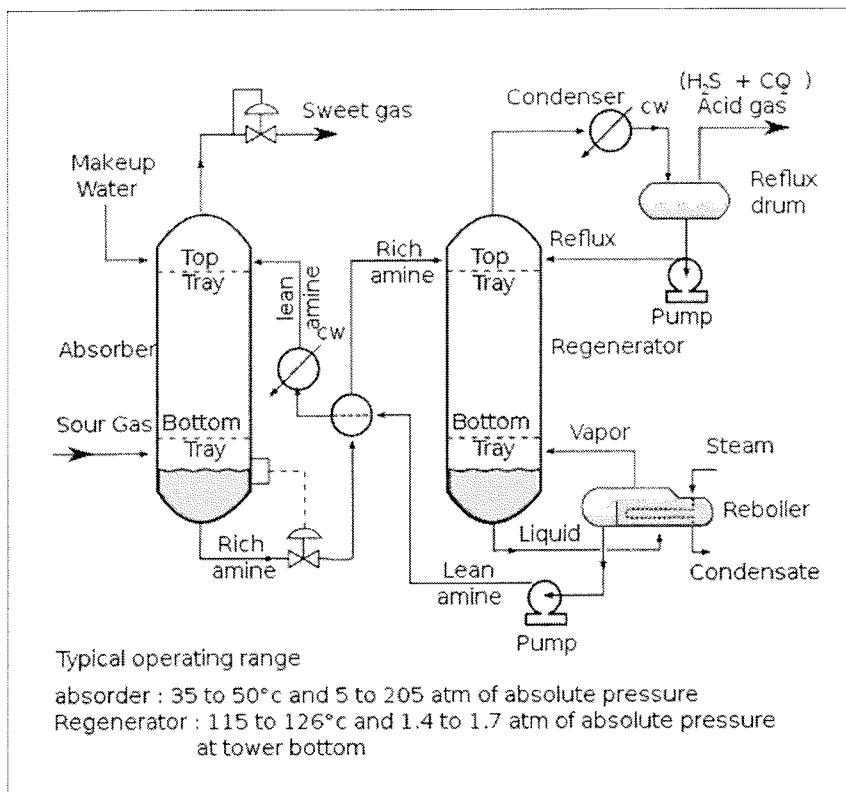 (H2S + CO2 )
Acid gas
Condenser
cw
Sweet gas
Makeup
Water
Reflux
drum
Top
Tray
lean
amine
Rich
amine
Top
Tray
Reflux
Pump
cw
Absorber
Regenerator
Sour Gas
Bottom
Tray
Bottom
Tray
Vapor
Steam
Reboiler
Liquid
Rich
amine
Lean
amine
Condensate
Pump
Typical operating range
absorder : 35 to 50°c and 5 to 205 atm of absolute pressure
Regenerator : 115 to 126°c and 1.4 to 1.7 atm of absolute pressure
at tower bottom